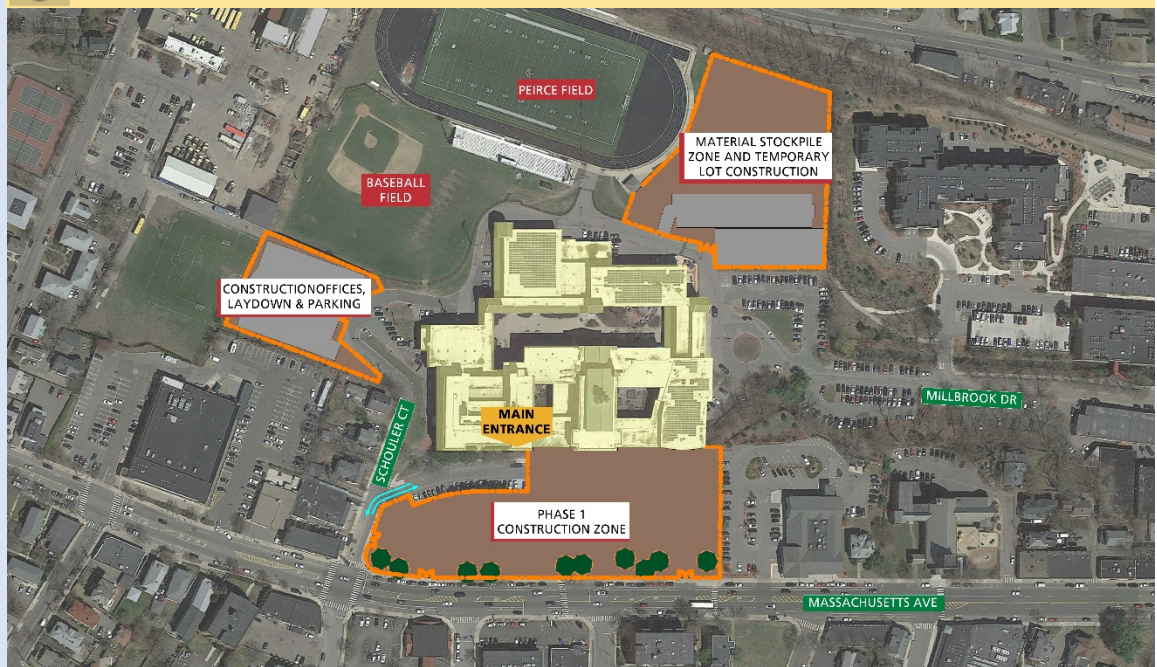 PEIRCE FIELD
MATERIAL STOCKPILE
ZONE AND TEMPORARY
LOT CONSTRUCTION
BASEBALL
FIELD
CONSTRUCTIONOFFICES,
LAYDOWN & PARKING
MILLBROOK DR
MAIN
ENTRANCE
SCHOULER CT
PHASE 1
CONSTRUCTION ZONE
MASSACHUSETTS AVE